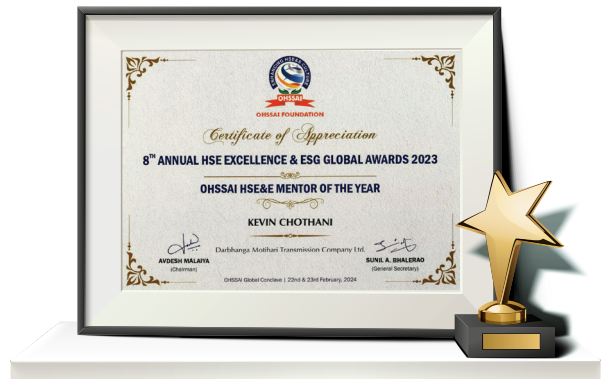 OHSSAI
OHSSAI FOUNDATION
Certificate of Appreciation
8TH ANNUAL HSE EXCELLENCE & ESG GLOBAL AWARDS 2023
OHSSAI HSE&E MENTOR OF THE YEAR
KEVIN CHOTHANI
Darbhanga Motihari Transmission Company Ltd.
AVDESH MALAIYA
(Chairman)
SUNIL A. BHALERAO
(General Secretary)
OHSSAI Global Conclave | 22nd & 23rd February, 2024